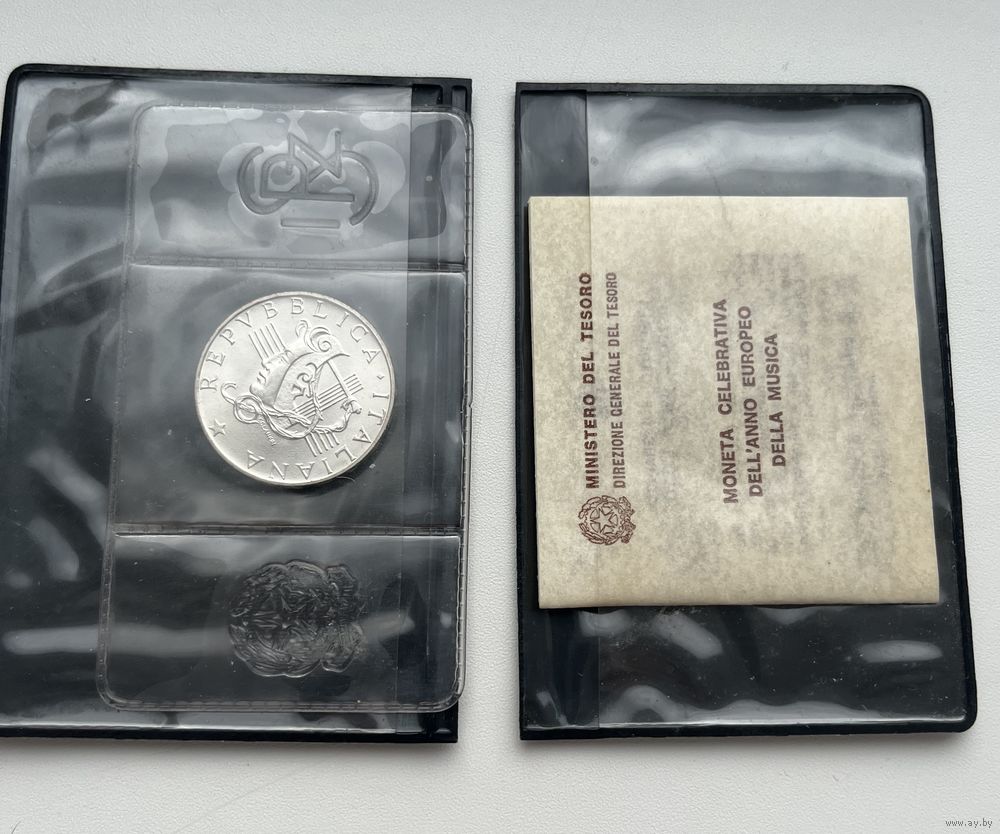 REPVBBLICA · ITALIANA ★
MINISTERO DEL TESORO
DIREZIONE GENERALE DEL TESORO
MONETA CELEBRATIVA
DELL'ANNO EUROPEO
DELLA MUSICA
www.ay.by